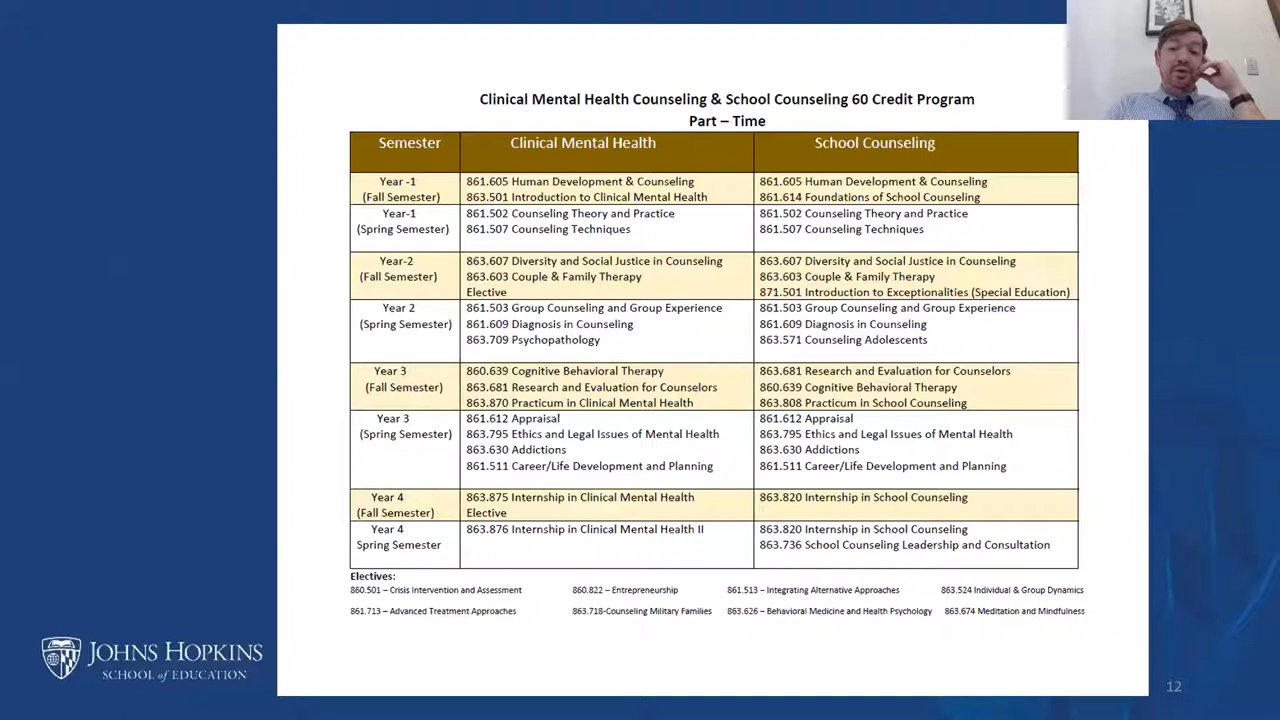 Clinical Mental Health Counseling & School Counseling 60 Credit Program
Part – Time
Semester Clinical Mental Health School Counseling
Year -1 861.605 Human Development & Counseling 861.605 Human Development & Counseling
(Fall Semester) 863.501 Introduction to Clinical Mental Health 861.614 Foundations of School Counseling
Year-1 861.502 Counseling Theory and Practice 861.502 Counseling Theory and Practice
(Spring Semester) 861.507 Counseling Techniques 861.507 Counseling Techniques
Year-2 863.607 Diversity and Social Justice in Counseling 863.607 Diversity and Social Justice in Counseling
(Fall Semester) 863.603 Couple & Family Therapy 863.603 Couple & Family Therapy
Elective 871.501 Introduction to Exceptionalities (Special Education)
Year 2 861.503 Group Counseling and Group Experience 861.503 Group Counseling and Group Experience
(Spring Semester) 861.609 Diagnosis in Counseling 861.609 Diagnosis in Counseling
863.709 Psychopathology 863.571 Counseling Adolescents
Year 3 860.639 Cognitive Behavioral Therapy 863.681 Research and Evaluation for Counselors
(Fall Semester) 863.681 Research and Evaluation for Counselors 860.639 Cognitive Behavioral Therapy
863.870 Practicum in Clinical Mental Health 863.808 Practicum in School Counseling
Year 3 861.612 Appraisal 861.612 Appraisal
(Spring Semester) 863.795 Ethics and Legal Issues of Mental Health 863.795 Ethics and Legal Issues of Mental Health
863.630 Addictions 863.630 Addictions
861.511 Career/Life Development and Planning 861.511 Career/Life Development and Planning
Year 4 863.875 Internship in Clinical Mental Health 863.820 Internship in School Counseling
(Fall Semester) Elective
Year 4 863.876 Internship in Clinical Mental Health II 863.820 Internship in School Counseling
Spring Semester 863.736 School Counseling Leadership and Consultation
Electives:
860.501 – Crisis Intervention and Assessment 860.822 – Entrepreneurship 861.513 – Integrating Alternative Approaches 863.524 Individual & Group Dynamics
861.713 – Advanced Treatment Approaches 863.718-Counseling Military Families 863.626 – Behavioral Medicine and Health Psychology 863.674 Meditation and Mindfulness
JOHNS HOPKINS
SCHOOL of EDUCATION
12